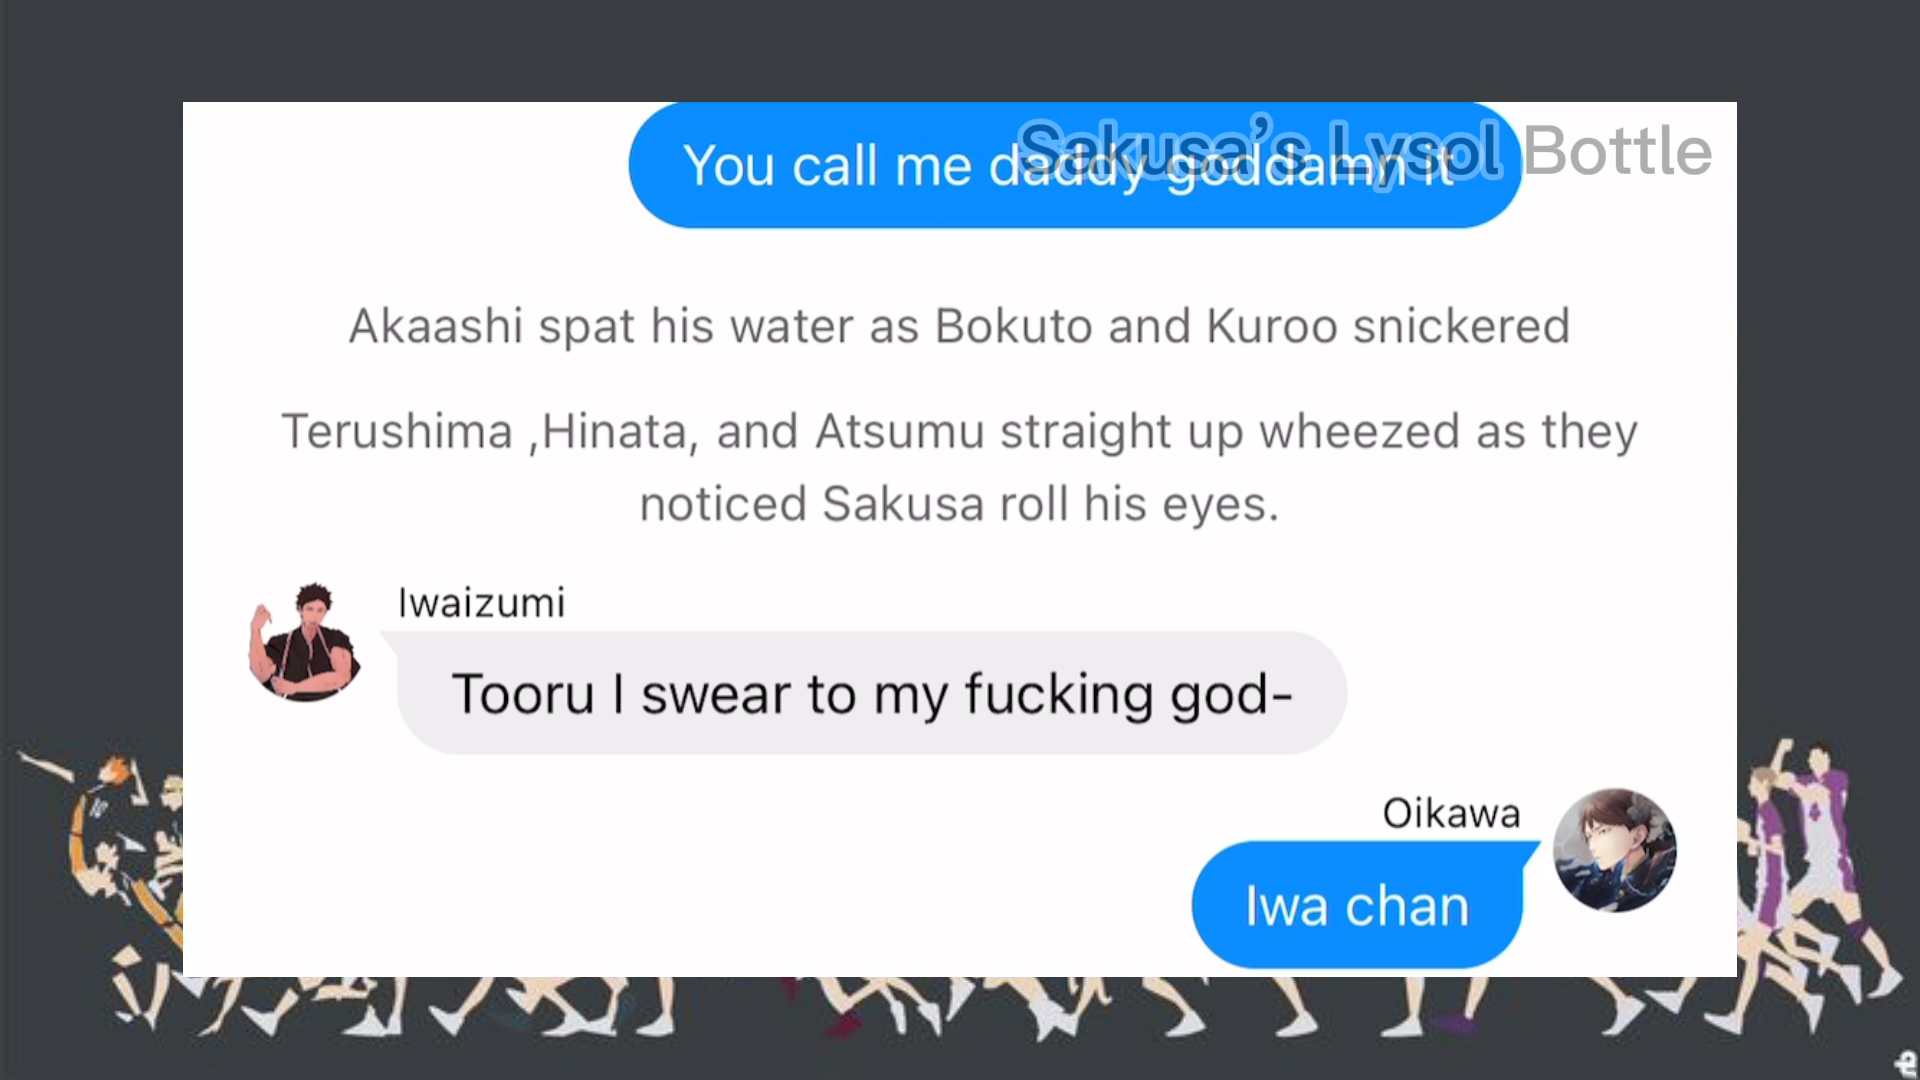 Sakusa’s Lysol Bottle
You call me daddy goddamn it
Akaashi spat his water as Bokuto and Kuroo snickered
Terushima ,Hinata, and Atsumu straight up wheezed as they
noticed Sakusa roll his eyes.
Iwaizumi
Tooru I swear to my fucking god-
Oikawa
Iwa chan